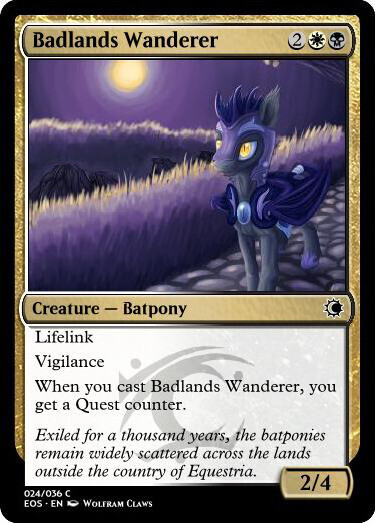 Badlands Wanderer 2
Creature — Batpony
Lifelink
Vigilance
When you cast Badlands Wanderer, you
get a Quest counter.
Exiled for a thousand years, the batponies
remain widely scattered across the lands
outside the country of Equestria.
2/4
024/036 C
EOS • EN Wolfram Claws